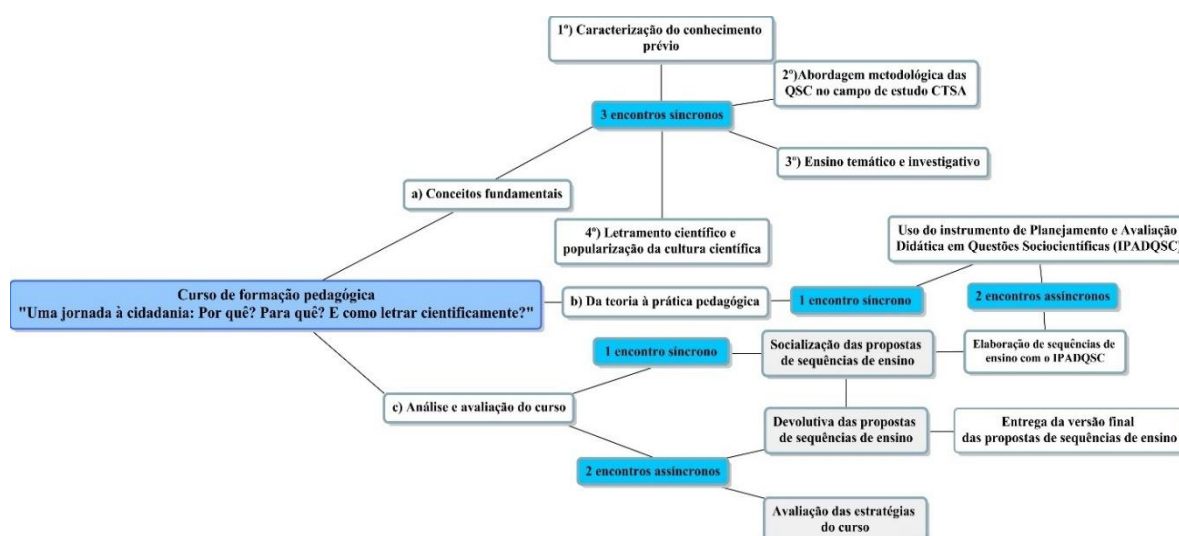 1º) Caracterização do conhecimento
prévio
2º)Abordagem metodológica das
QSC no campo de estudo CTSA
3 encontros síncronos
3º) Ensino temático e investigativo
a) Conceitos fundamentais
4º) Letramento científico e
popularização da cultura científica
Uso do instrumento de Planejamento e Avaliação
Didática em Questões Sociocientíficas (IPADQSC)
Curso de formação pedagógica
"Uma jornada à cidadania: Por quê? Para quê? E como letrar cientificamente?"
b) Da teoria à prática pedagógica
1 encontro síncrono
2 encontros assíncronos
1 encontro síncrono
Socialização das propostas
de sequências de ensino
Elaboração de sequências de
ensino com o IPADQSC
c) Análise e avaliação do curso
Devolutiva das propostas
de sequências de ensino
Entrega da versão final
das propostas de sequências de ensino
2 encontros assíncronos
Avaliação das estratégias
do curso